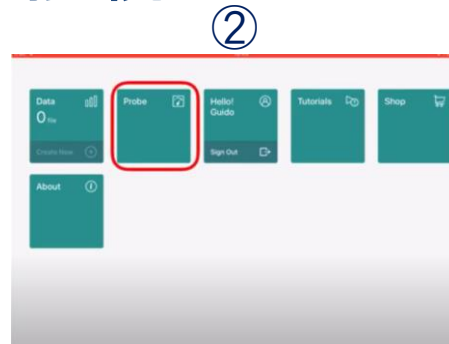 ②
Data
0 file
Create New
Probe
Hello!
Guido
Sign Out
Tutorials
Shop
About